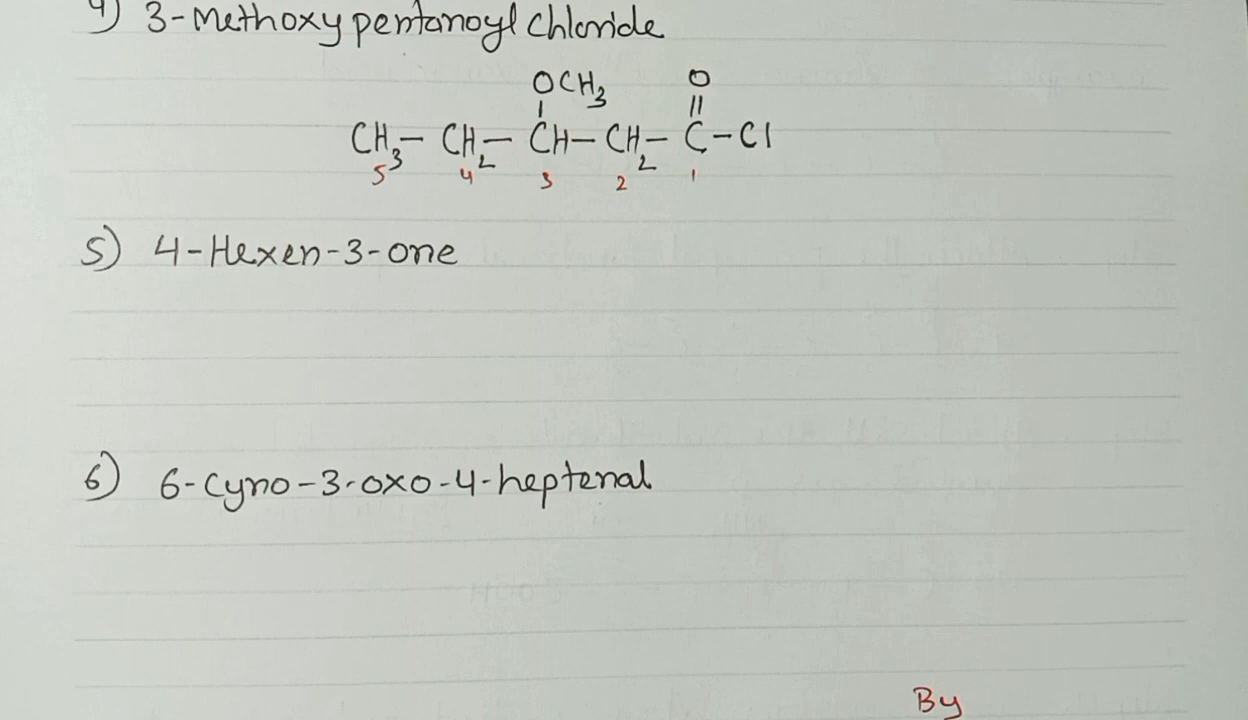 4) 3-Methoxy pentanoyl chloride
OCH3 O
CH3- CH2- CH- CH2- C-Cl
5 4 3 2 1
5) 4-Hexen-3-one
6) 6-Cyno-3-oxo-4-heptenal
By